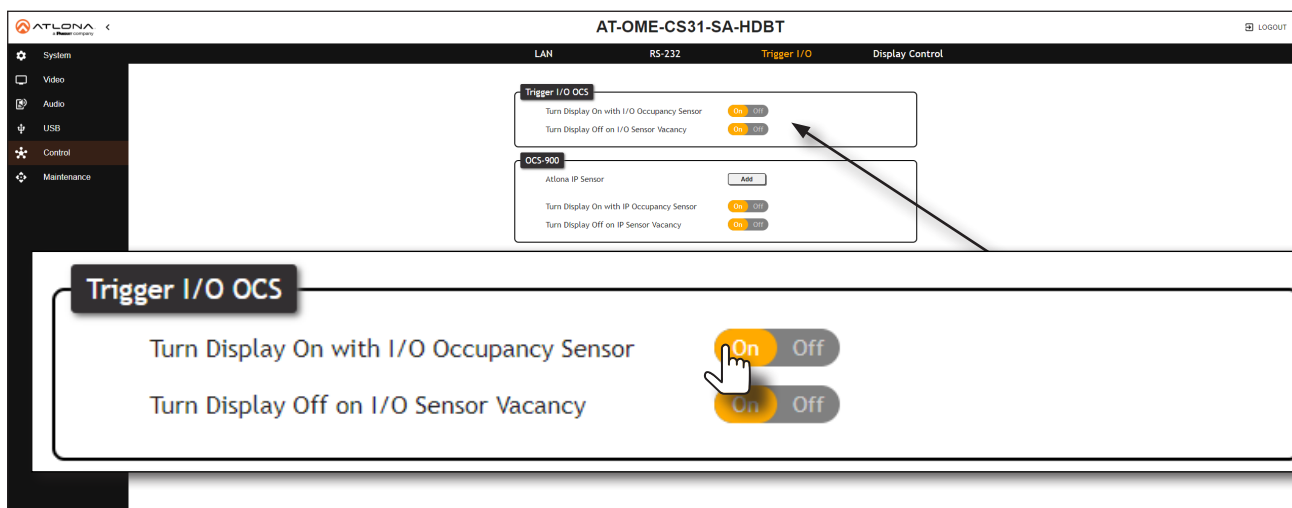 ATLONA
a Panduit company
<
AT-OME-CS31-SA-HDBT
LOGOUT
System
Video
Audio
USB
Control
Maintenance
LAN RS-232 Trigger I/O Display Control
Trigger I/O OCS
Turn Display On with I/O Occupancy Sensor On Off
Turn Display Off on I/O Sensor Vacancy On Off
OCS-900
Atlona IP Sensor Add
Turn Display On with IP Occupancy Sensor On Off
Turn Display Off on IP Sensor Vacancy On Off
Trigger I/O OCS
Turn Display On with I/O Occupancy Sensor On Off
Turn Display Off on I/O Sensor Vacancy On Off